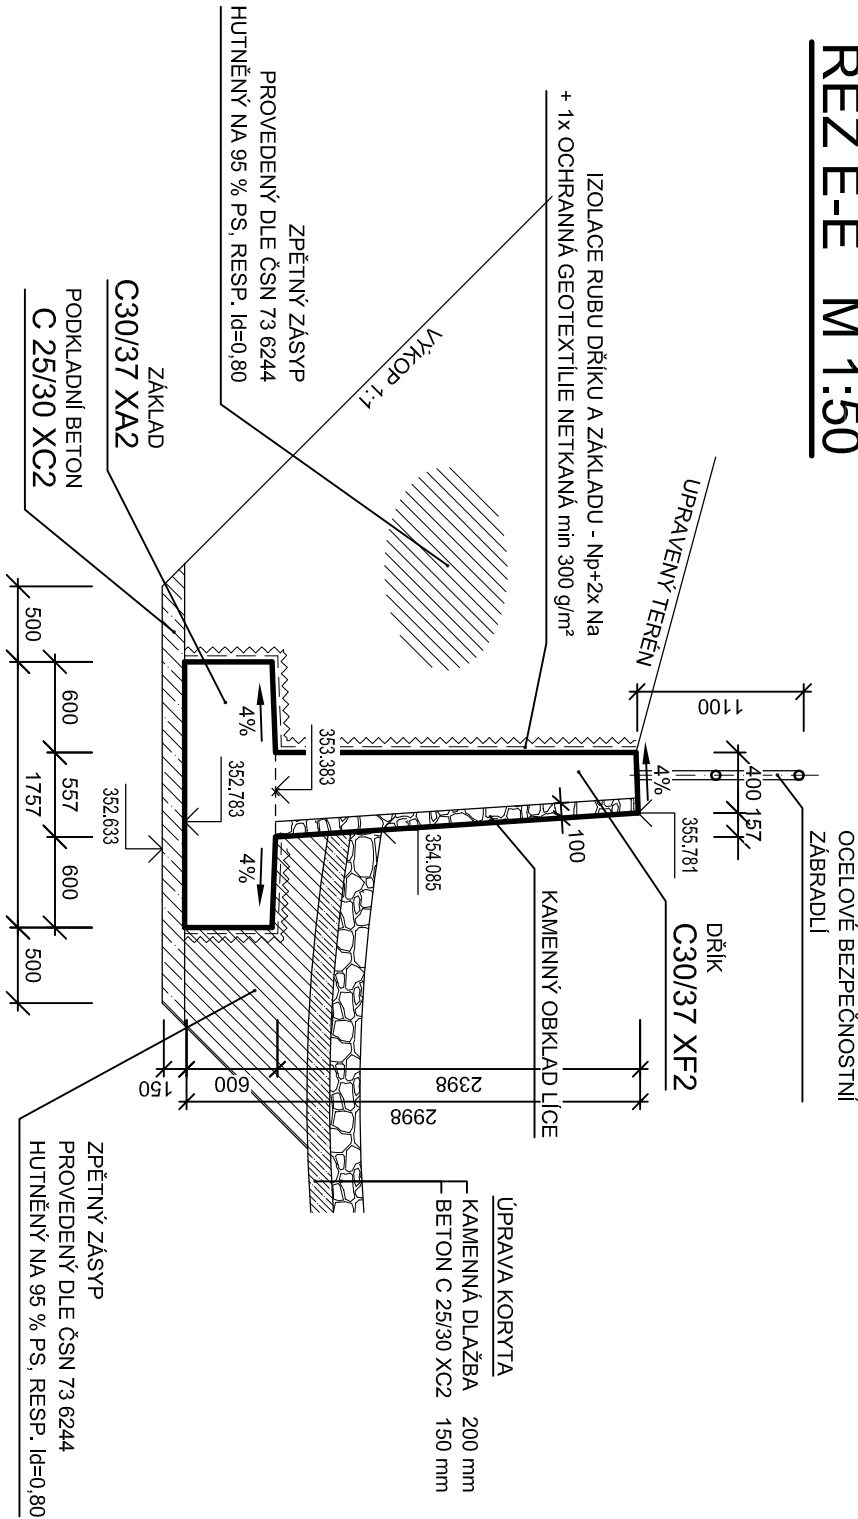 REZ E-E M 1:50
OCELOVÉ BEZPEČNOSTNÍ
ZÁBRADLÍ
UPRAVENÝ TERÉN
1100
400
157
4%
355.781
DŘÍK
C30/37 XF2
IZOLACE RUBU DŘÍKU A ZÁKLADU - Np+2x Na
+ 1x OCHRANNÁ GEOTEXTÍLIE NETKANÁ min 300 g/m²
100
KAMENNÝ OBKLAD LÍCE
354.085
VÝKOP 1:1
ZPĚTNÝ ZÁSYP
PROVEDENÝ DLE ČSN 73 6244
HUTNĚNÝ NA 95 % PS, RESP. Id=0,80
353.383
4%
352.783
4%
352.633
2398
2998
600
150
ÚPRAVA KORYTA
KAMENNÁ DLAŽBA 200 mm
BETON C 25/30 XC2 150 mm
ZÁKLAD
C30/37 XA2
PODKLADNÍ BETON
C 25/30 XC2
600
557
600
500
1757
500
ZPĚTNÝ ZÁSYP
PROVEDENÝ DLE ČSN 73 6244
HUTNĚNÝ NA 95 % PS, RESP. Id=0,80